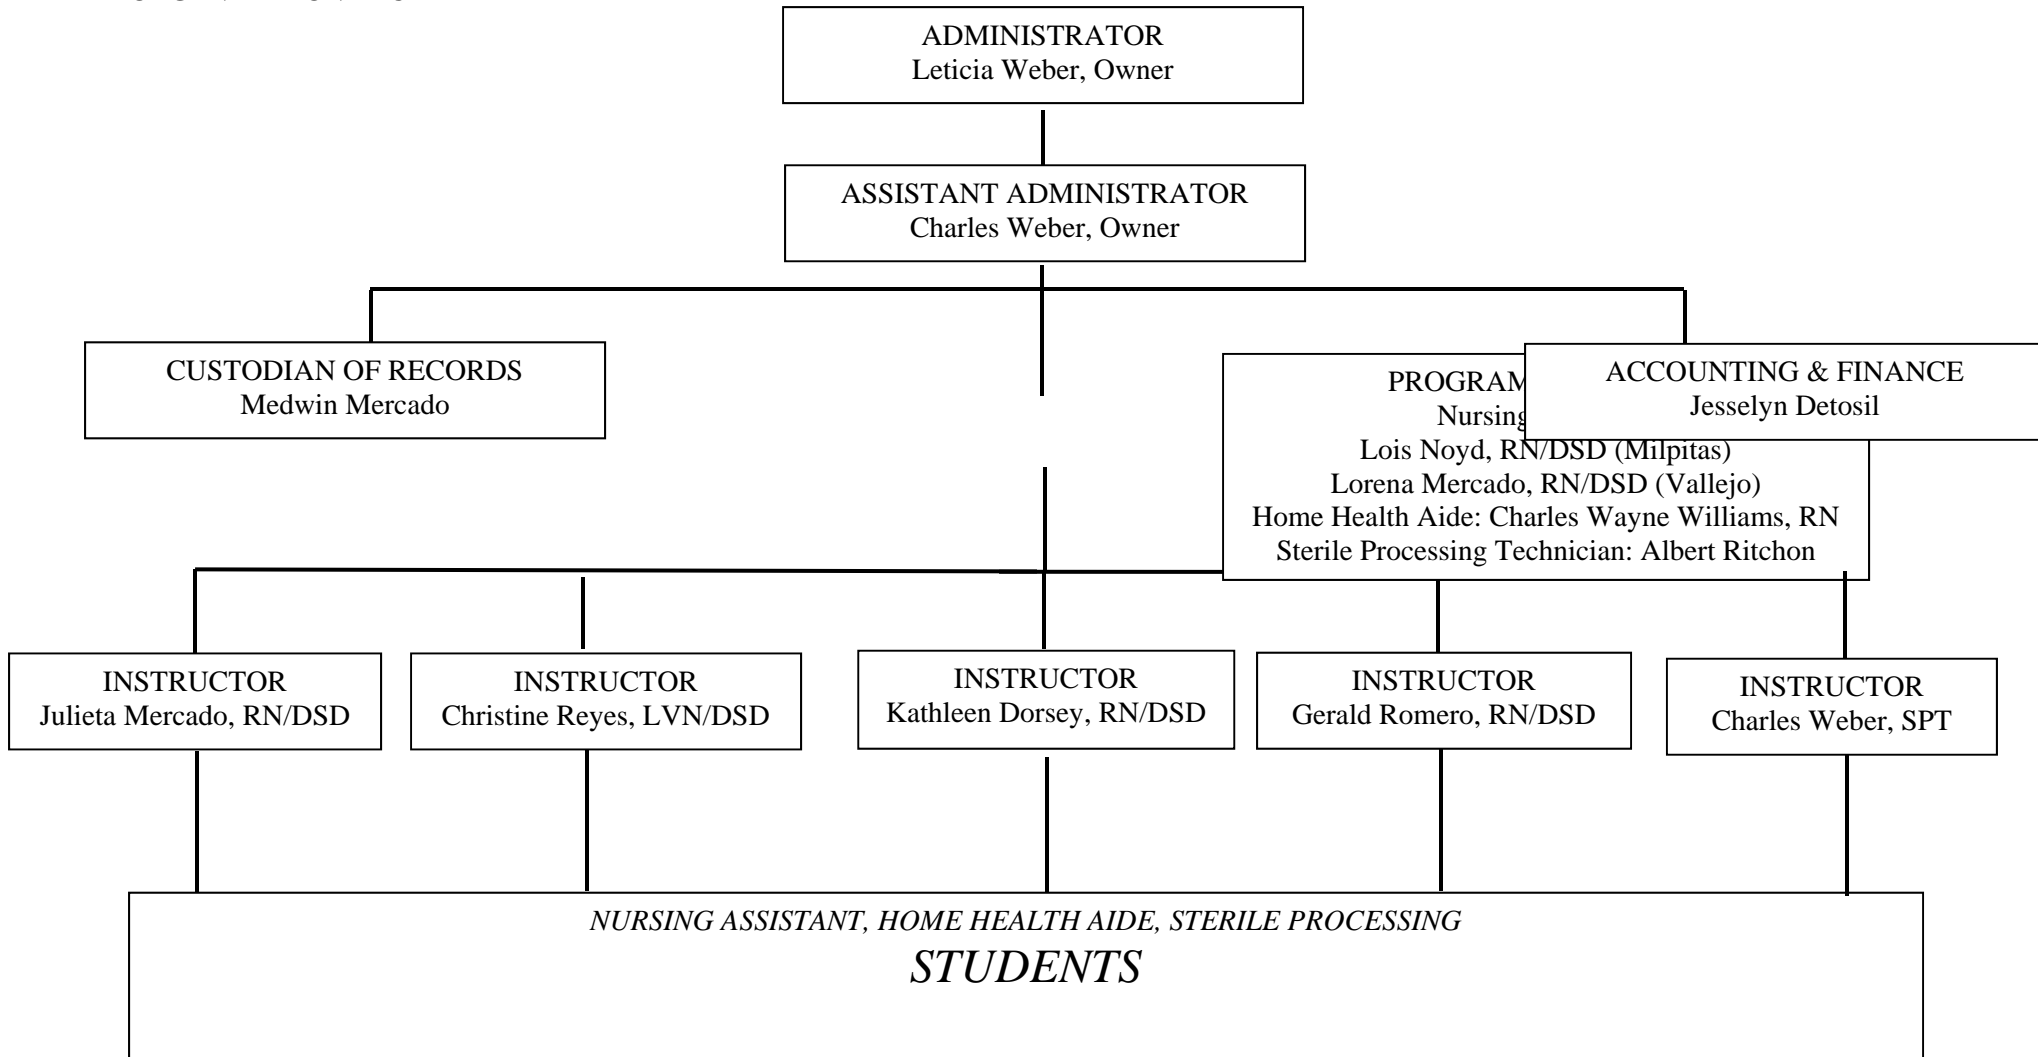 ADMINISTRATOR
Leticia Weber, Owner
ASSISTANT ADMINISTRATOR
Charles Weber, Owner
CUSTODIAN OF RECORDS
Medwin Mercado
PROGRAM
Nursing
Lois Noyd, RN/DSD (Milpitas)
Lorena Mercado, RN/DSD (Vallejo)
Home Health Aide: Charles Wayne Williams, RN
Sterile Processing Technician: Albert Ritchon
ACCOUNTING & FINANCE
Jesselyn Detosil
INSTRUCTOR
Julieta Mercado, RN/DSD
INSTRUCTOR
Christine Reyes, LVN/DSD
INSTRUCTOR
Kathleen Dorsey, RN/DSD
INSTRUCTOR
Gerald Romero, RN/DSD
INSTRUCTOR
Charles Weber, SPT
NURSING ASSISTANT, HOME HEALTH AIDE, STERILE PROCESSING
STUDENTS